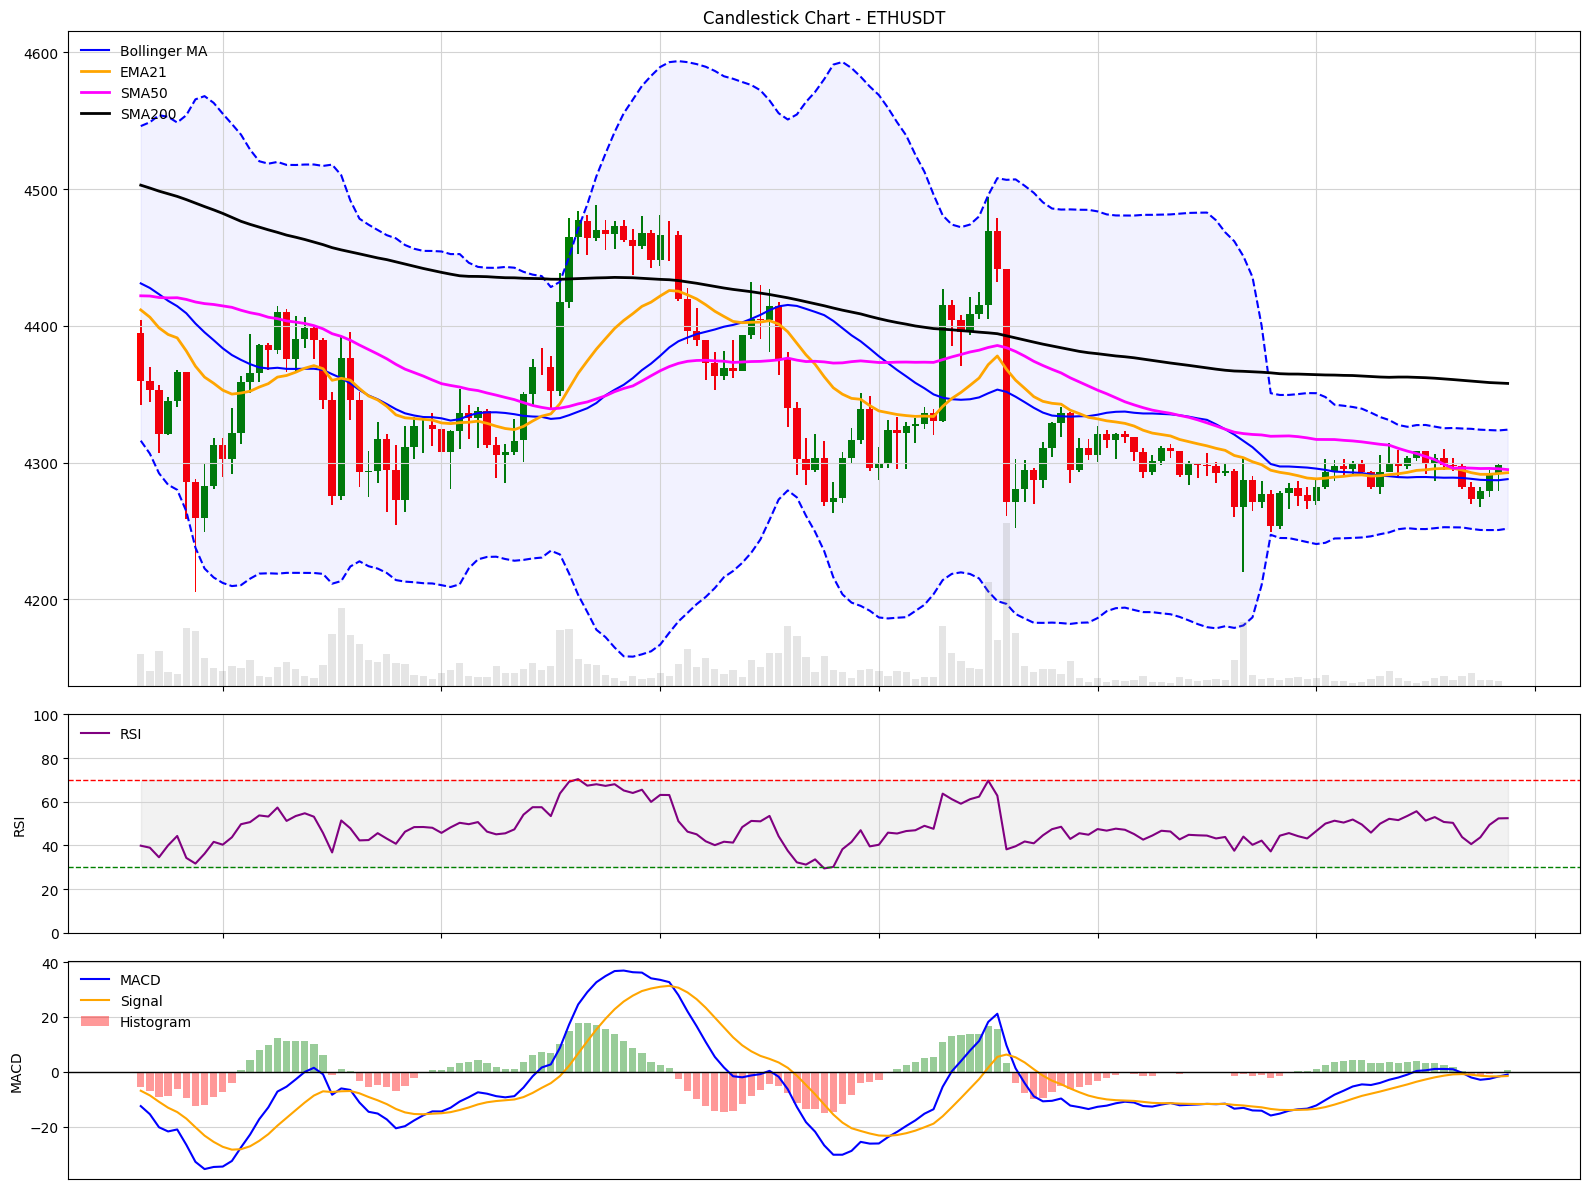 Candlestick Chart - ETHUSDT
Bollinger MA
EMA21
SMA50
SMA200
4600
4500
4400
4300
4200
RSI
100
80
60
40
20
0
RSI
MACD
Signal
Histogram
40
20
0
−20
MACD